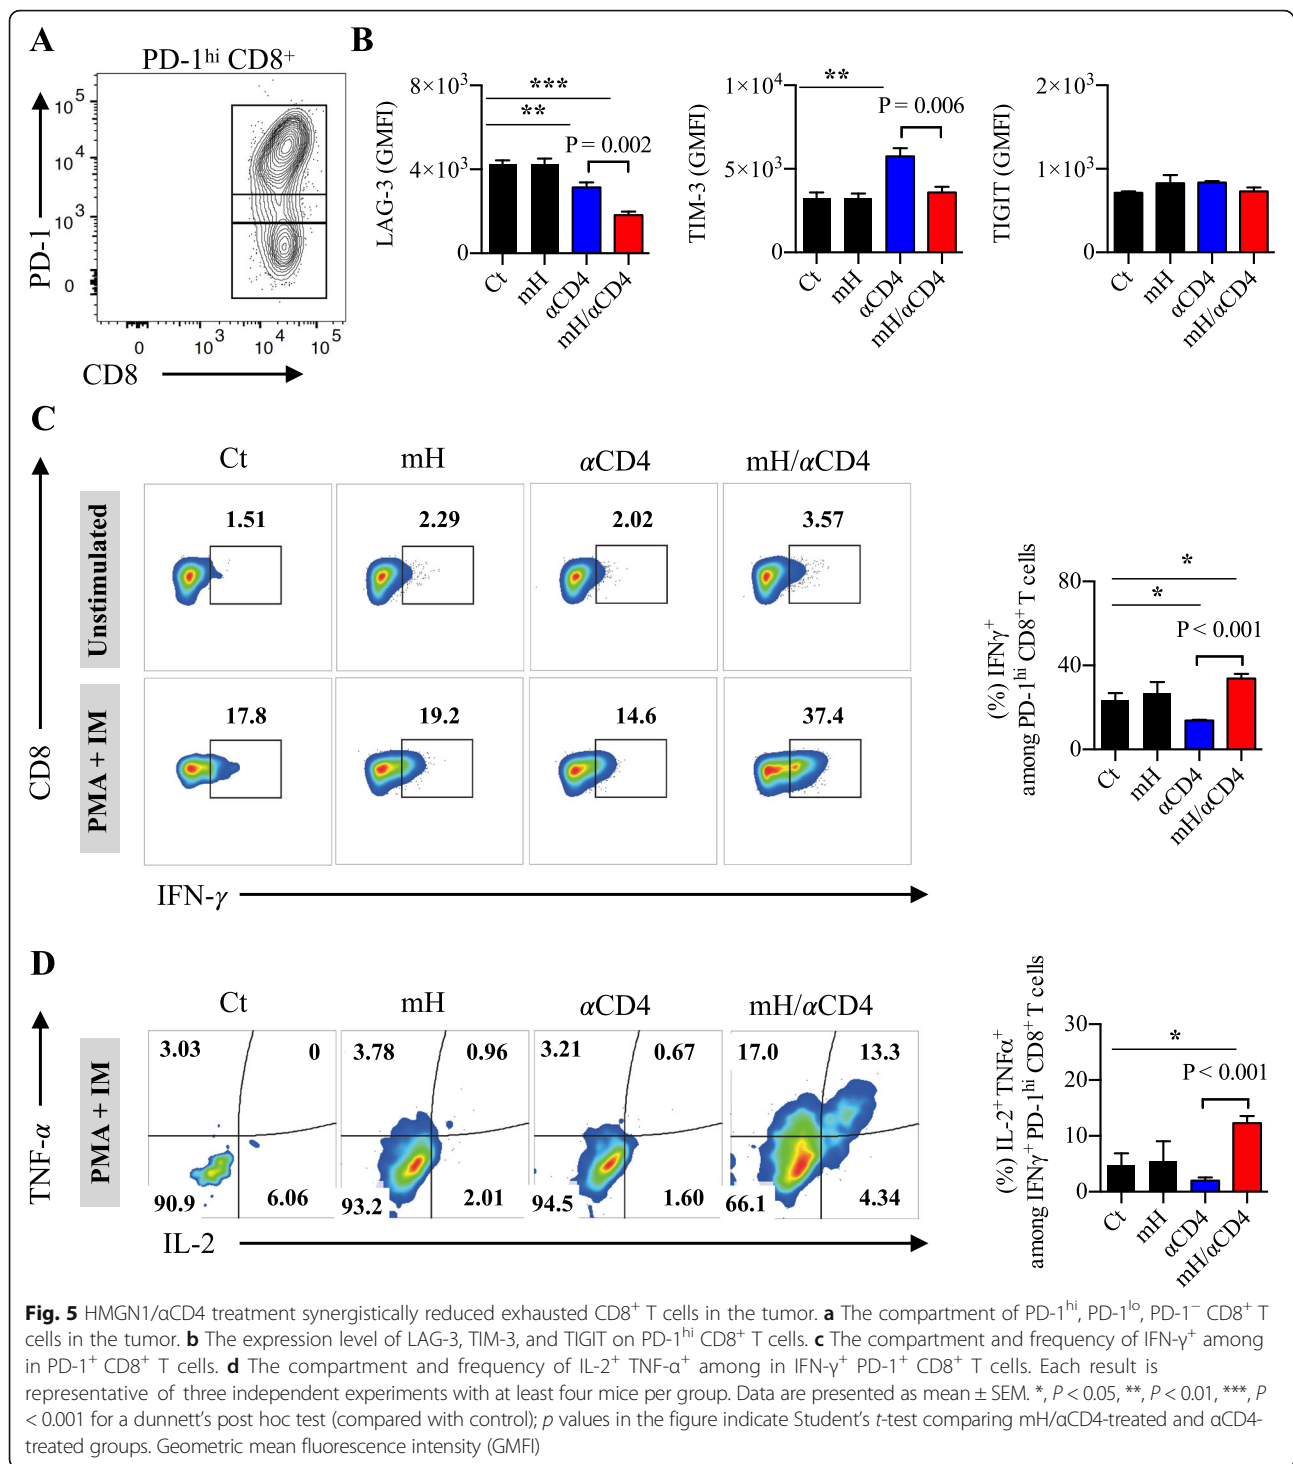 A
PD-1hi CD8+
PD-1
10^5
10^4
10^3
0
0
10^3
10^4
10^5
CD8
B
LAG-3 (GMFI)
8×10^3
4×10^3
0
***
**
P = 0.002
Ct
mH
αCD4
mH/αCD4
TIM-3 (GMFI)
1×10^4
5×10^3
0
**
P = 0.006
Ct
mH
αCD4
mH/αCD4
TIGIT (GMFI)
2×10^3
1×10^3
0
Ct
mH
αCD4
mH/αCD4
C
Ct
mH
αCD4
mH/αCD4
CD8
Unstimulated
1.51
2.29
2.02
3.57
PMA + IM
17.8
19.2
14.6
37.4
IFN-γ
(%) IFNγ+
among PD-1hi CD8+ T cells
80
40
0
*
*
P < 0.001
Ct
mH
αCD4
mH/αCD4
D
Ct
mH
αCD4
mH/αCD4
TNF-α
PMA + IM
3.03
0
90.9
6.06
3.78
0.96
93.2
2.01
3.21
0.67
94.5
1.60
17.0
13.3
66.1
4.34
IL-2
(%) IL-2+ TNFα+
among IFNγ+ PD-1hi CD8+ T cells
30
20
10
0
*
P < 0.001
Ct
mH
αCD4
mH/αCD4
Fig. 5 HMGN1/αCD4 treatment synergistically reduced exhausted CD8+ T cells in the tumor. a The compartment of PD-1hi, PD-1lo, PD-1− CD8+ T
cells in the tumor. b The expression level of LAG-3, TIM-3, and TIGIT on PD-1hi CD8+ T cells. c The compartment and frequency of IFN-γ+ among
in PD-1+ CD8+ T cells. d The compartment and frequency of IL-2+ TNF-α+ among in IFN-γ+ PD-1+ CD8+ T cells. Each result is
representative of three independent experiments with at least four mice per group. Data are presented as mean ± SEM. *, P < 0.05, **, P < 0.01, ***, P
< 0.001 for a dunnett's post hoc test (compared with control); p values in the figure indicate Student's t-test comparing mH/αCD4-treated and αCD4-
treated groups. Geometric mean fluorescence intensity (GMFI)